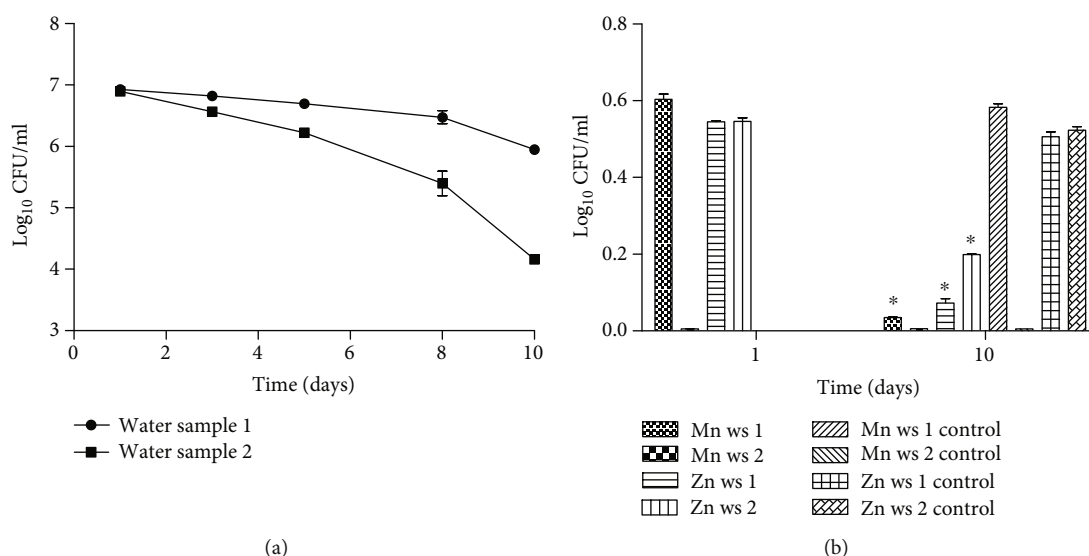 8
7
6
5
4
3
Log10 CFU/ml
0
2
4
6
8
10
Time (days)
Water sample 1
Water sample 2
(a)
0.8
0.6
0.4
0.2
0.0
Log10 CFU/ml
*
*
*
1
10
Time (days)
Mn ws 1
Mn ws 2
Zn ws 1
Zn ws 2
Mn ws 1 control
Mn ws 2 control
Zn ws 1 control
Zn ws 2 control
(b)